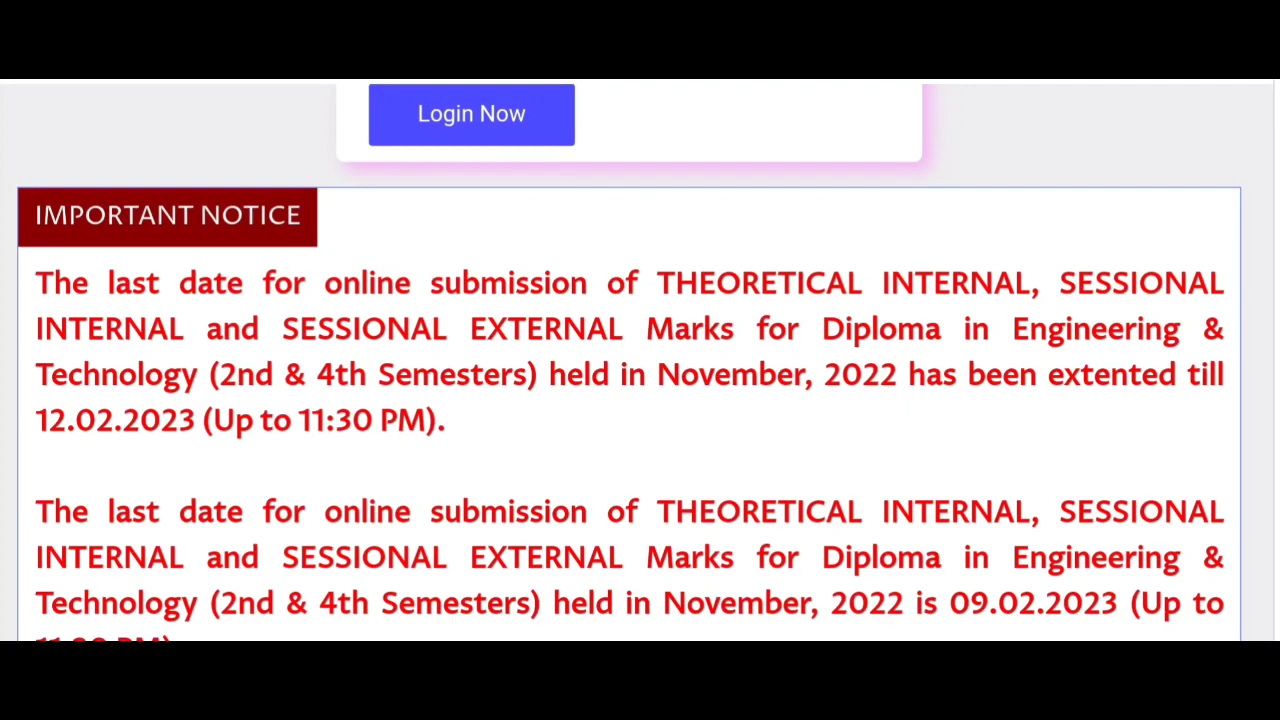 Login Now
IMPORTANT NOTICE
The last date for online submission of THEORETICAL INTERNAL, SESSIONAL
INTERNAL and SESSIONAL EXTERNAL Marks for Diploma in Engineering &
Technology (2nd & 4th Semesters) held in November, 2022 has been extented till
12.02.2023 (Up to 11:30 PM).
The last date for online submission of THEORETICAL INTERNAL, SESSIONAL
INTERNAL and SESSIONAL EXTERNAL Marks for Diploma in Engineering &
Technology (2nd & 4th Semesters) held in November, 2022 is 09.02.2023 (Up to